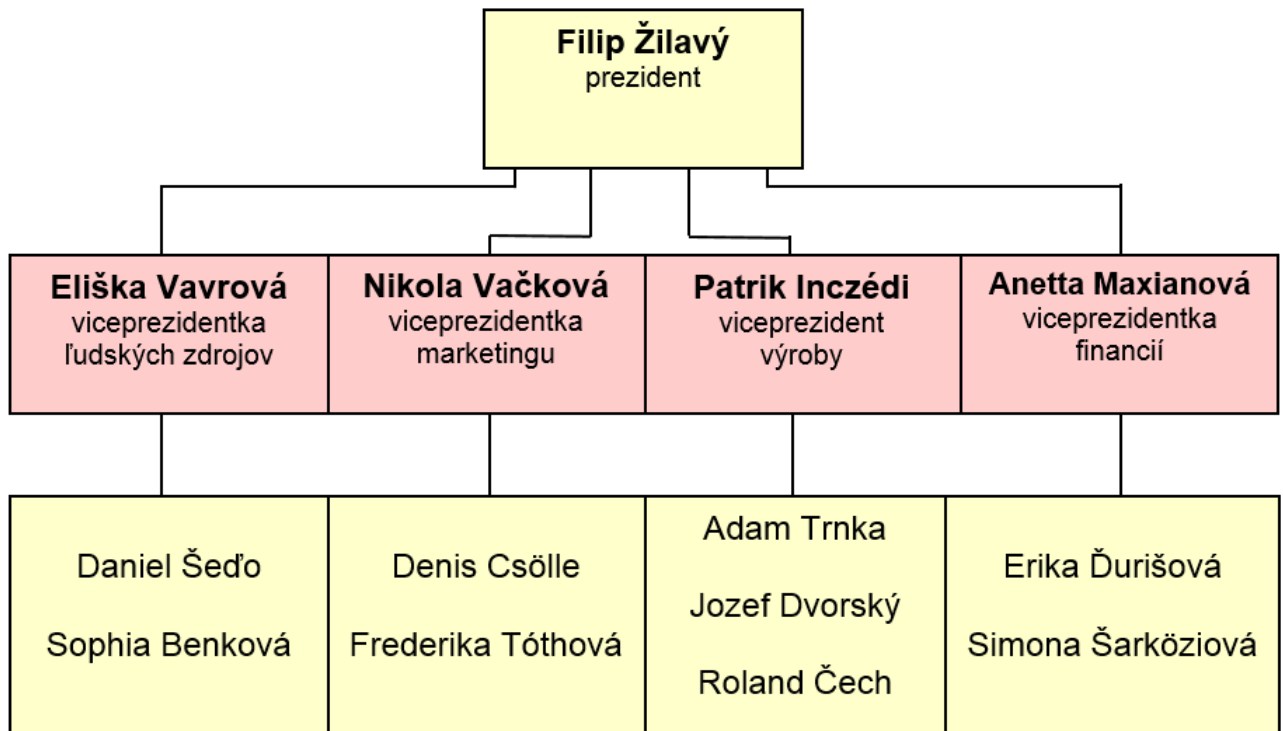 Filip Žilavý
prezident
Eliška Vavrová
viceprezidentka
ľudských zdrojov
Nikola Vačková
viceprezidentka
marketingu
Patrik Inczédi
viceprezident
výroby
Anetta Maxianová
viceprezidentka
financií
Daniel Šeďo
Sophia Benková
Denis Csölle
Frederika Tóthová
Adam Trnka
Jozef Dvorský
Roland Čech
Erika Ďurišová
Simona Šarköziová